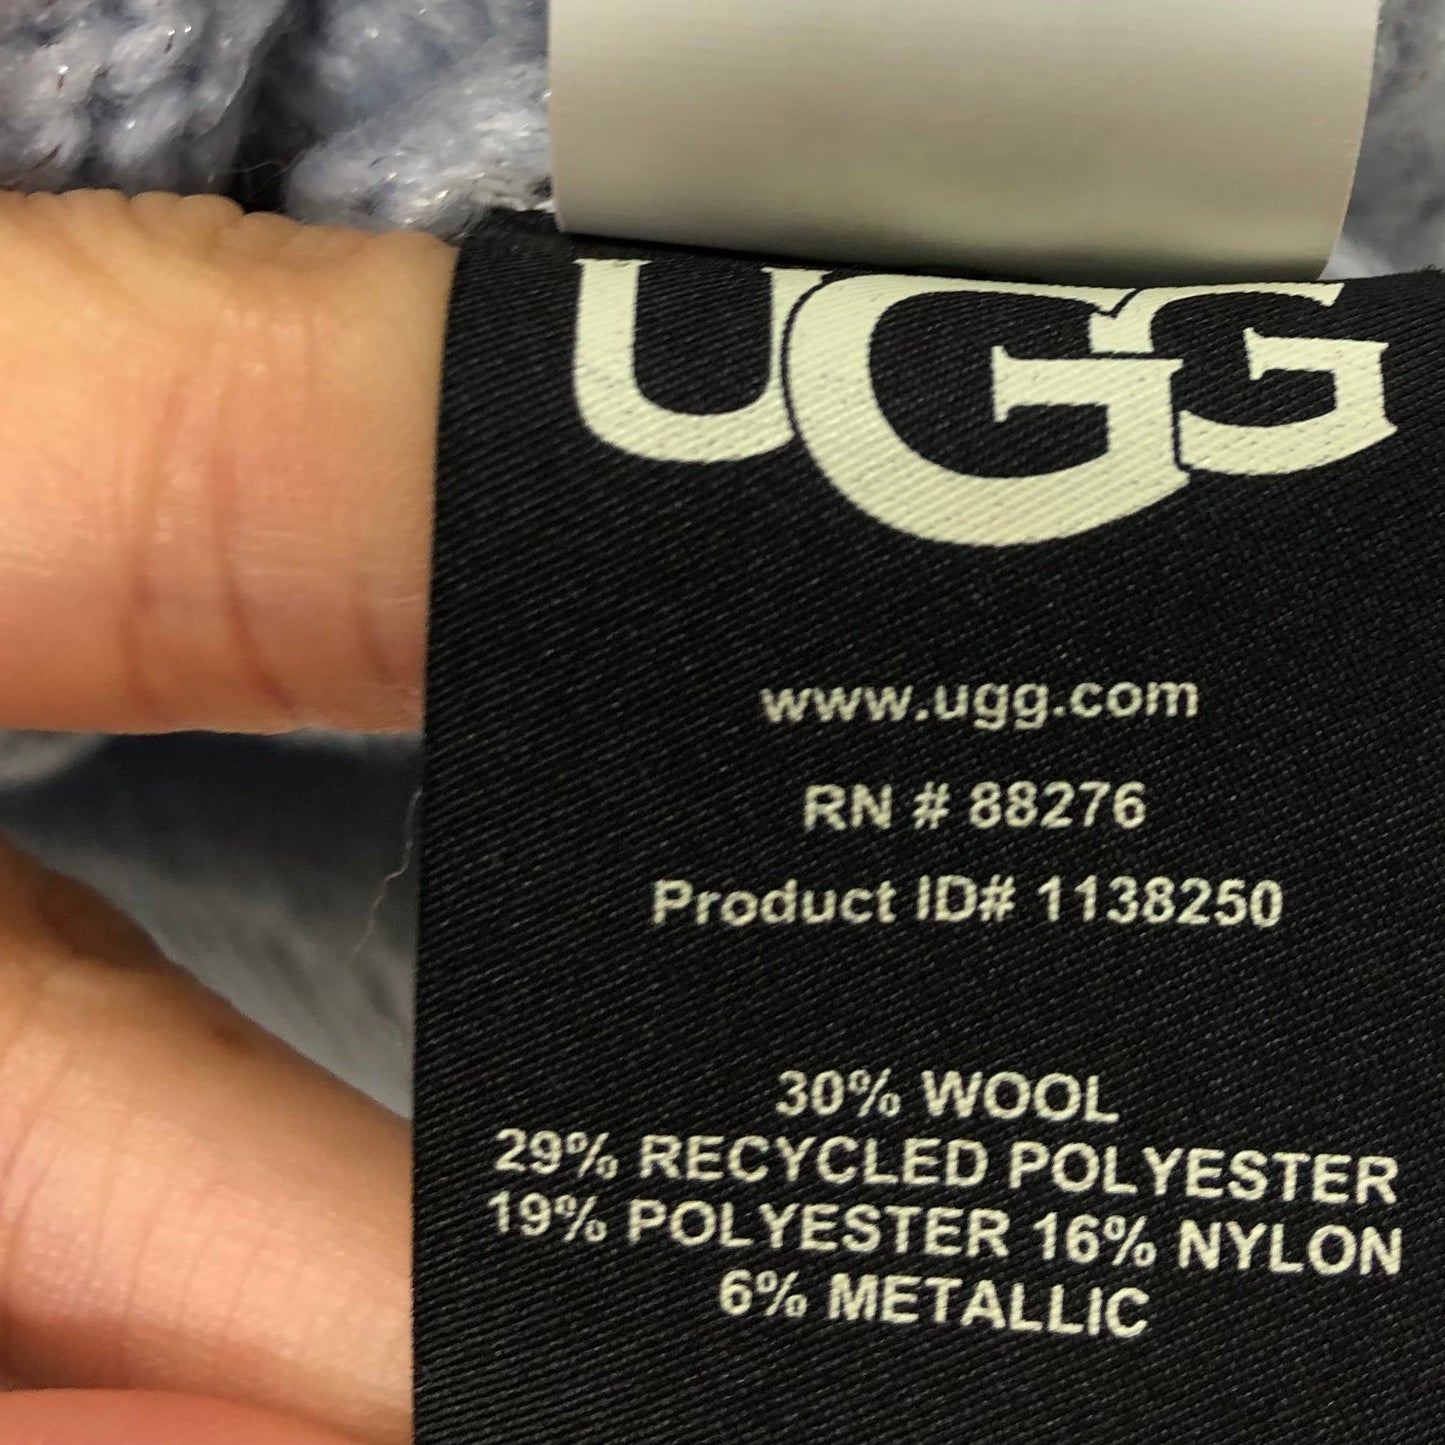 UGG
www.ugg.com
RN # 88276
Product ID# 1138250
30% WOOL
29% RECYCLED POLYESTER
19% POLYESTER 16% NYLON
6% METALLIC